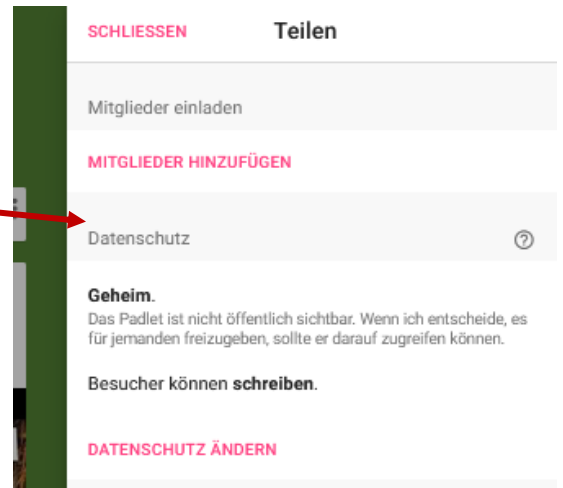 SCHLIESSEN Teilen
Mitglieder einladen
MITGLIEDER HINZUFÜGEN
Datenschutz ?
Geheim.
Das Padlet ist nicht öffentlich sichtbar. Wenn ich entscheide, es
für jemanden freizugeben, sollte er darauf zugreifen können.
Besucher können schreiben.
DATENSCHUTZ ÄNDERN